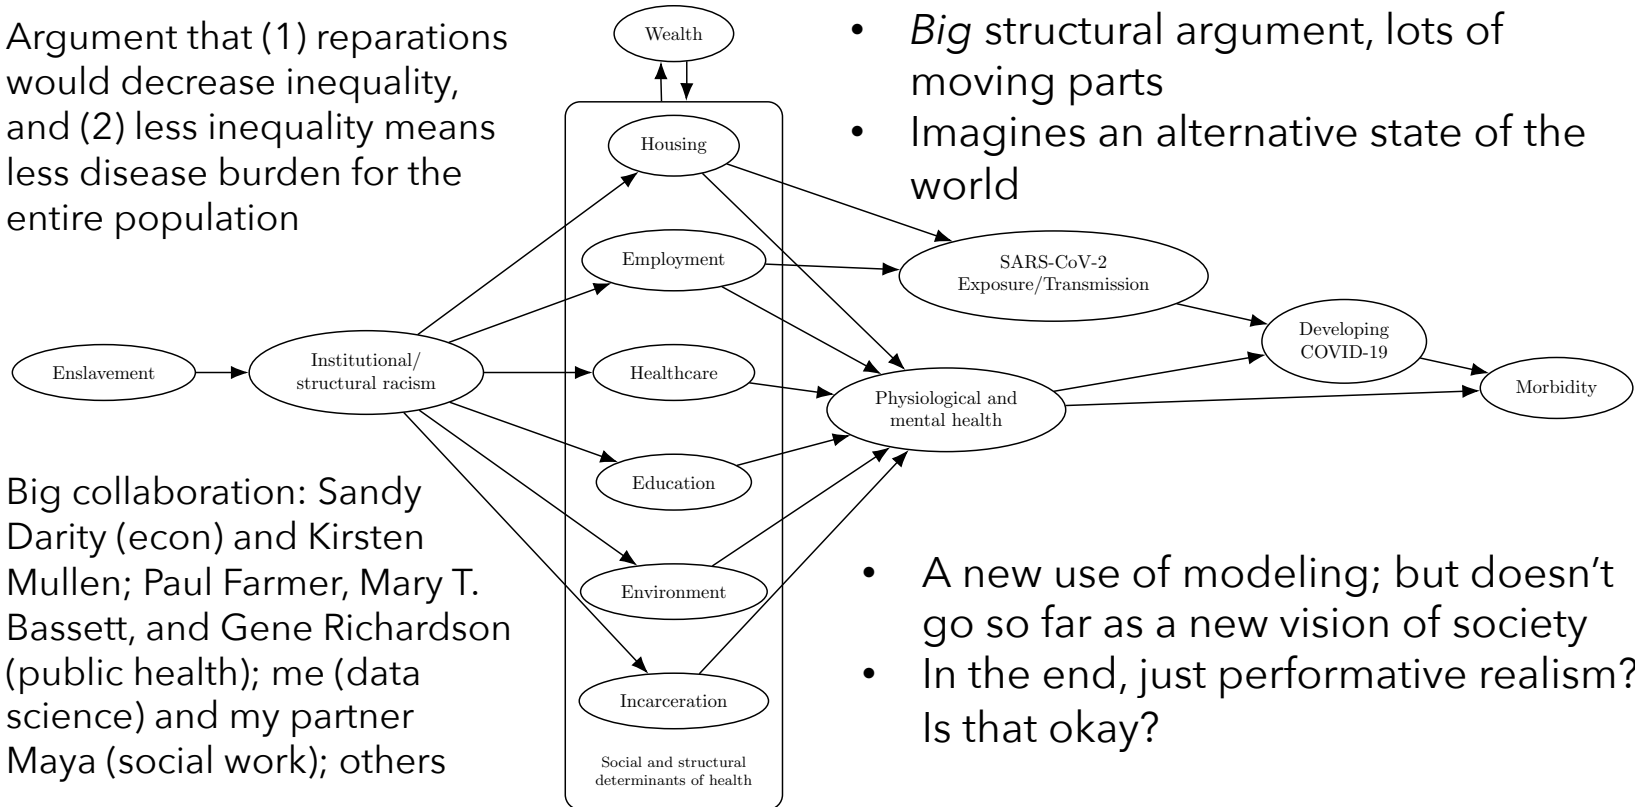 Argument that (1) reparations
would decrease inequality,
and (2) less inequality means
less disease burden for the
entire population
• Big structural argument, lots of
moving parts
• Imagines an alternative state of the
world
Wealth
Housing
Employment
Healthcare
Education
Environment
Incarceration
Social and structural
determinants of health
Enslavement
Institutional/
structural racism
SARS-CoV-2
Exposure/Transmission
Physiological and
mental health
Developing
COVID-19
Morbidity
Big collaboration: Sandy
Darity (econ) and Kirsten
Mullen; Paul Farmer, Mary T.
Bassett, and Gene Richardson
(public health); me (data
science) and my partner
Maya (social work); others
• A new use of modeling; but doesn’t
go so far as a new vision of society
• In the end, just performative realism?
Is that okay?